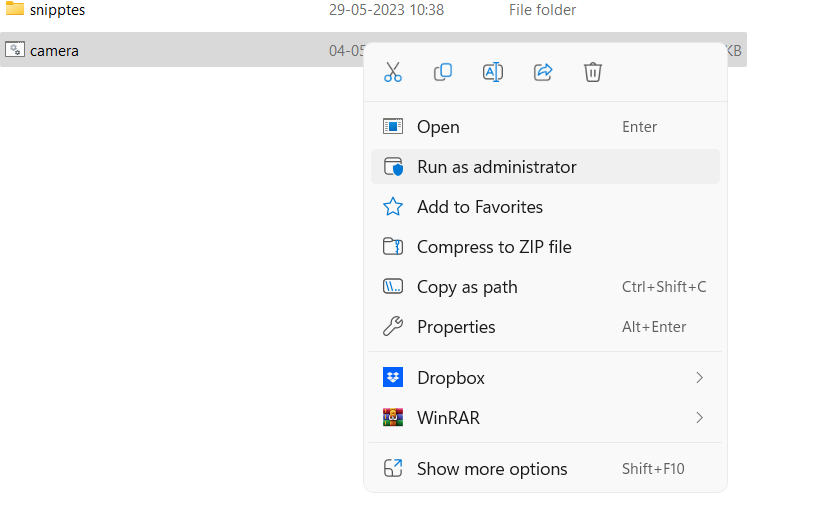 snipptes 29-05-2023 10:38 File folder
camera 04-05 KB
Open Enter
Run as administrator
Add to Favorites
Compress to ZIP file
Copy as path Ctrl+Shift+C
Properties Alt+Enter
Dropbox
WinRAR
Show more options Shift+F10